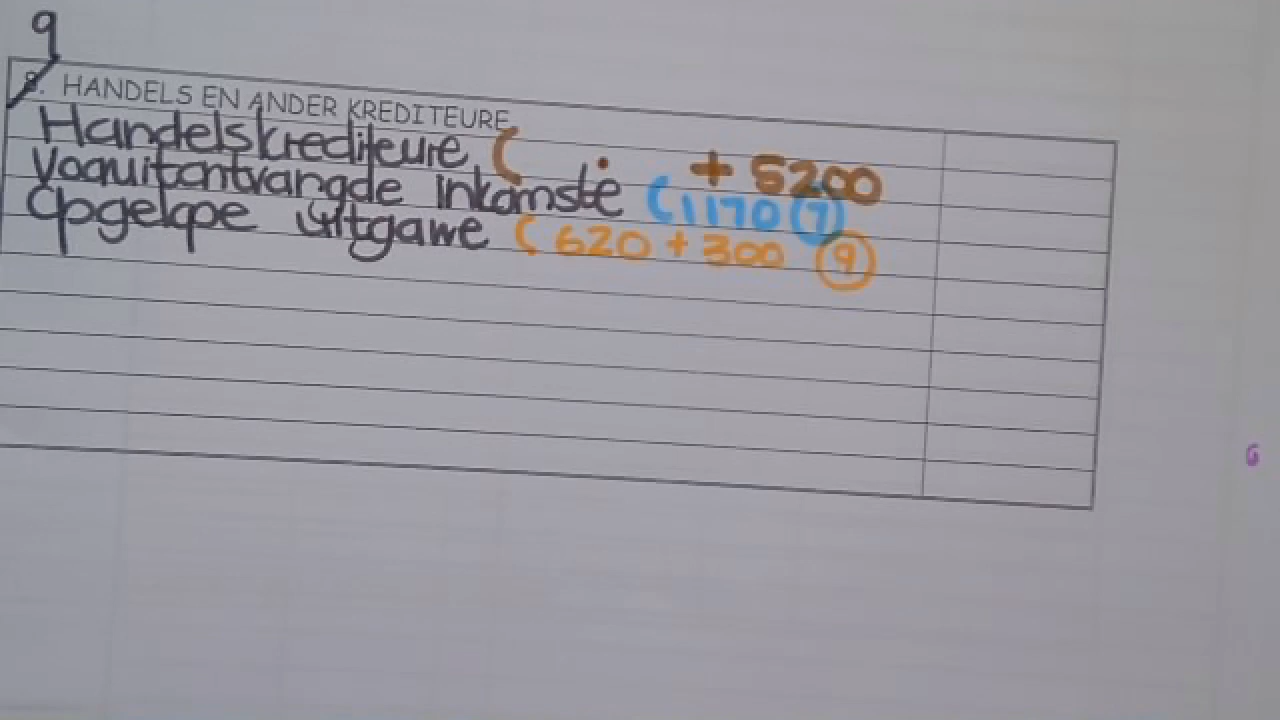 9
8. HANDELS EN ANDER KREDITEURE
Handelskrediteure ( + 5200
Vooruitontvangde inkomste (1170 (7)
Opgelope uitgawe ( 620 + 300 (9)
G